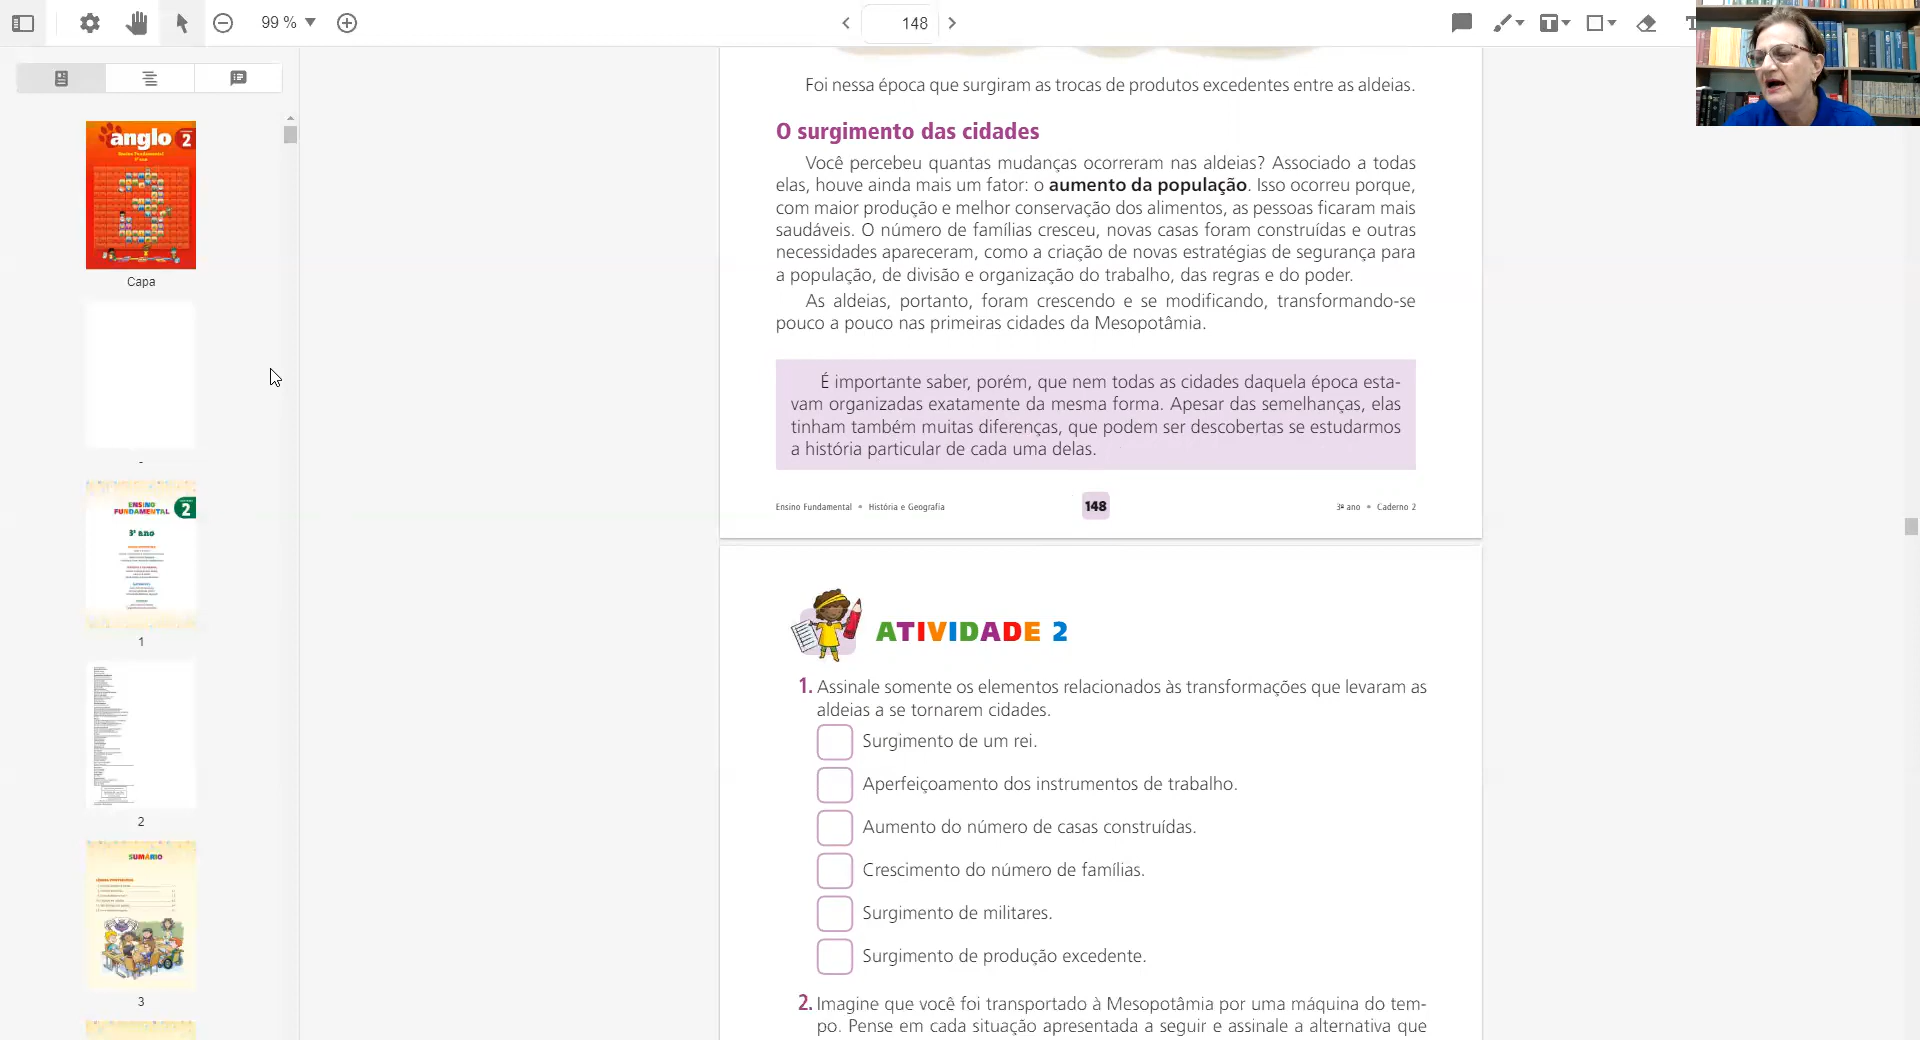 99 %
148
anglo 2
Capa
-
ENSINO
FUNDAMENTAL
2
3º ano
1
2
SUMÁRIO
3
Foi nessa época que surgiram as trocas de produtos excedentes entre as aldeias.
O surgimento das cidades
Você percebeu quantas mudanças ocorreram nas aldeias? Associado a todas
elas, houve ainda mais um fator: o aumento da população. Isso ocorreu porque,
com maior produção e melhor conservação dos alimentos, as pessoas ficaram mais
saudáveis. O número de famílias cresceu, novas casas foram construídas e outras
necessidades apareceram, como a criação de novas estratégias de segurança para
a população, de divisão e organização do trabalho, das regras e do poder.
As aldeias, portanto, foram crescendo e se modificando, transformando-se
pouco a pouco nas primeiras cidades da Mesopotâmia.
É importante saber, porém, que nem todas as cidades daquela época esta-
vam organizadas exatamente da mesma forma. Apesar das semelhanças, elas
tinham também muitas diferenças, que podem ser descobertas se estudarmos
a história particular de cada uma delas.
Ensino Fundamental • História e Geografia 148 3º ano • Caderno 2
ATIVIDADE 2
1. Assinale somente os elementos relacionados às transformações que levaram as
aldeias a se tornarem cidades.
Surgimento de um rei.
Aperfeiçoamento dos instrumentos de trabalho.
Aumento do número de casas construídas.
Crescimento do número de famílias.
Surgimento de militares.
Surgimento de produção excedente.
2. Imagine que você foi transportado à Mesopotâmia por uma máquina do tem-
po. Pense em cada situação apresentada a seguir e assinale a alternativa que